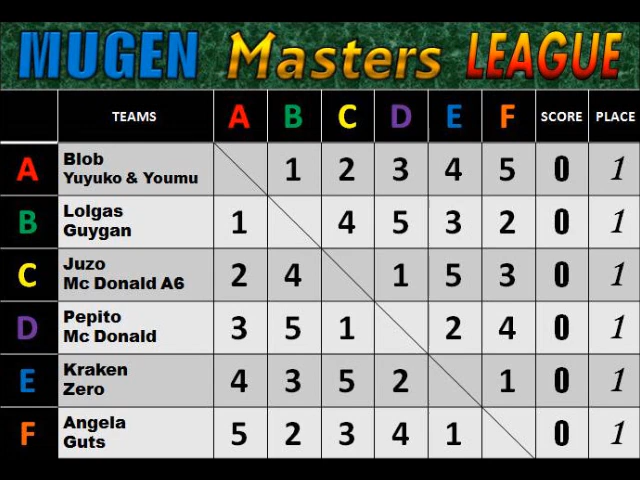 MUGEN Masters LEAGUE
TEAMS A B C D E F SCORE PLACE
A Blob 1 2 3 4 5 0 1
Yuyuko & Youmu
B Lolgas 1 4 5 3 2 0 1
Guygan
C Juzo 2 4 1 5 3 0 1
Mc Donald A6
D Pepito 3 5 1 2 4 0 1
Mc Donald
E Kraken 4 3 5 2 1 0 1
Zero
F Angela 5 2 3 4 1 0 1
Guts